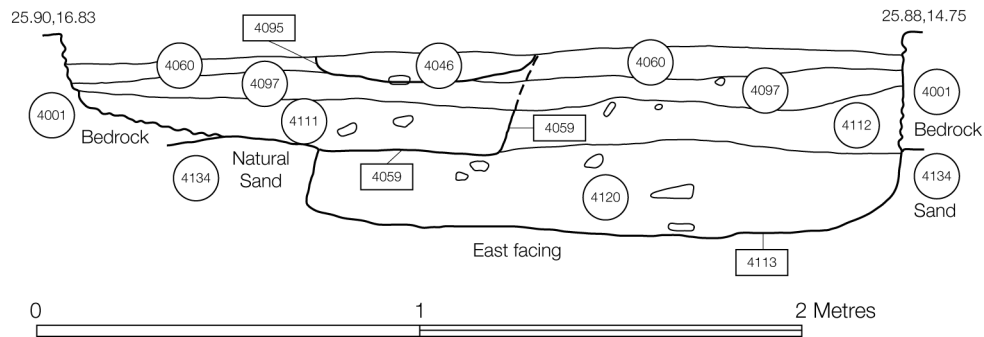 25.90,16.83
25.88,14.75
4095
4060
4046
4060
4097
4097
4001
Bedrock
4111
4059
4112
4001
Bedrock
4134
Natural
Sand
4059
4120
4134
Sand
East facing
4113
0
1
2 Metres